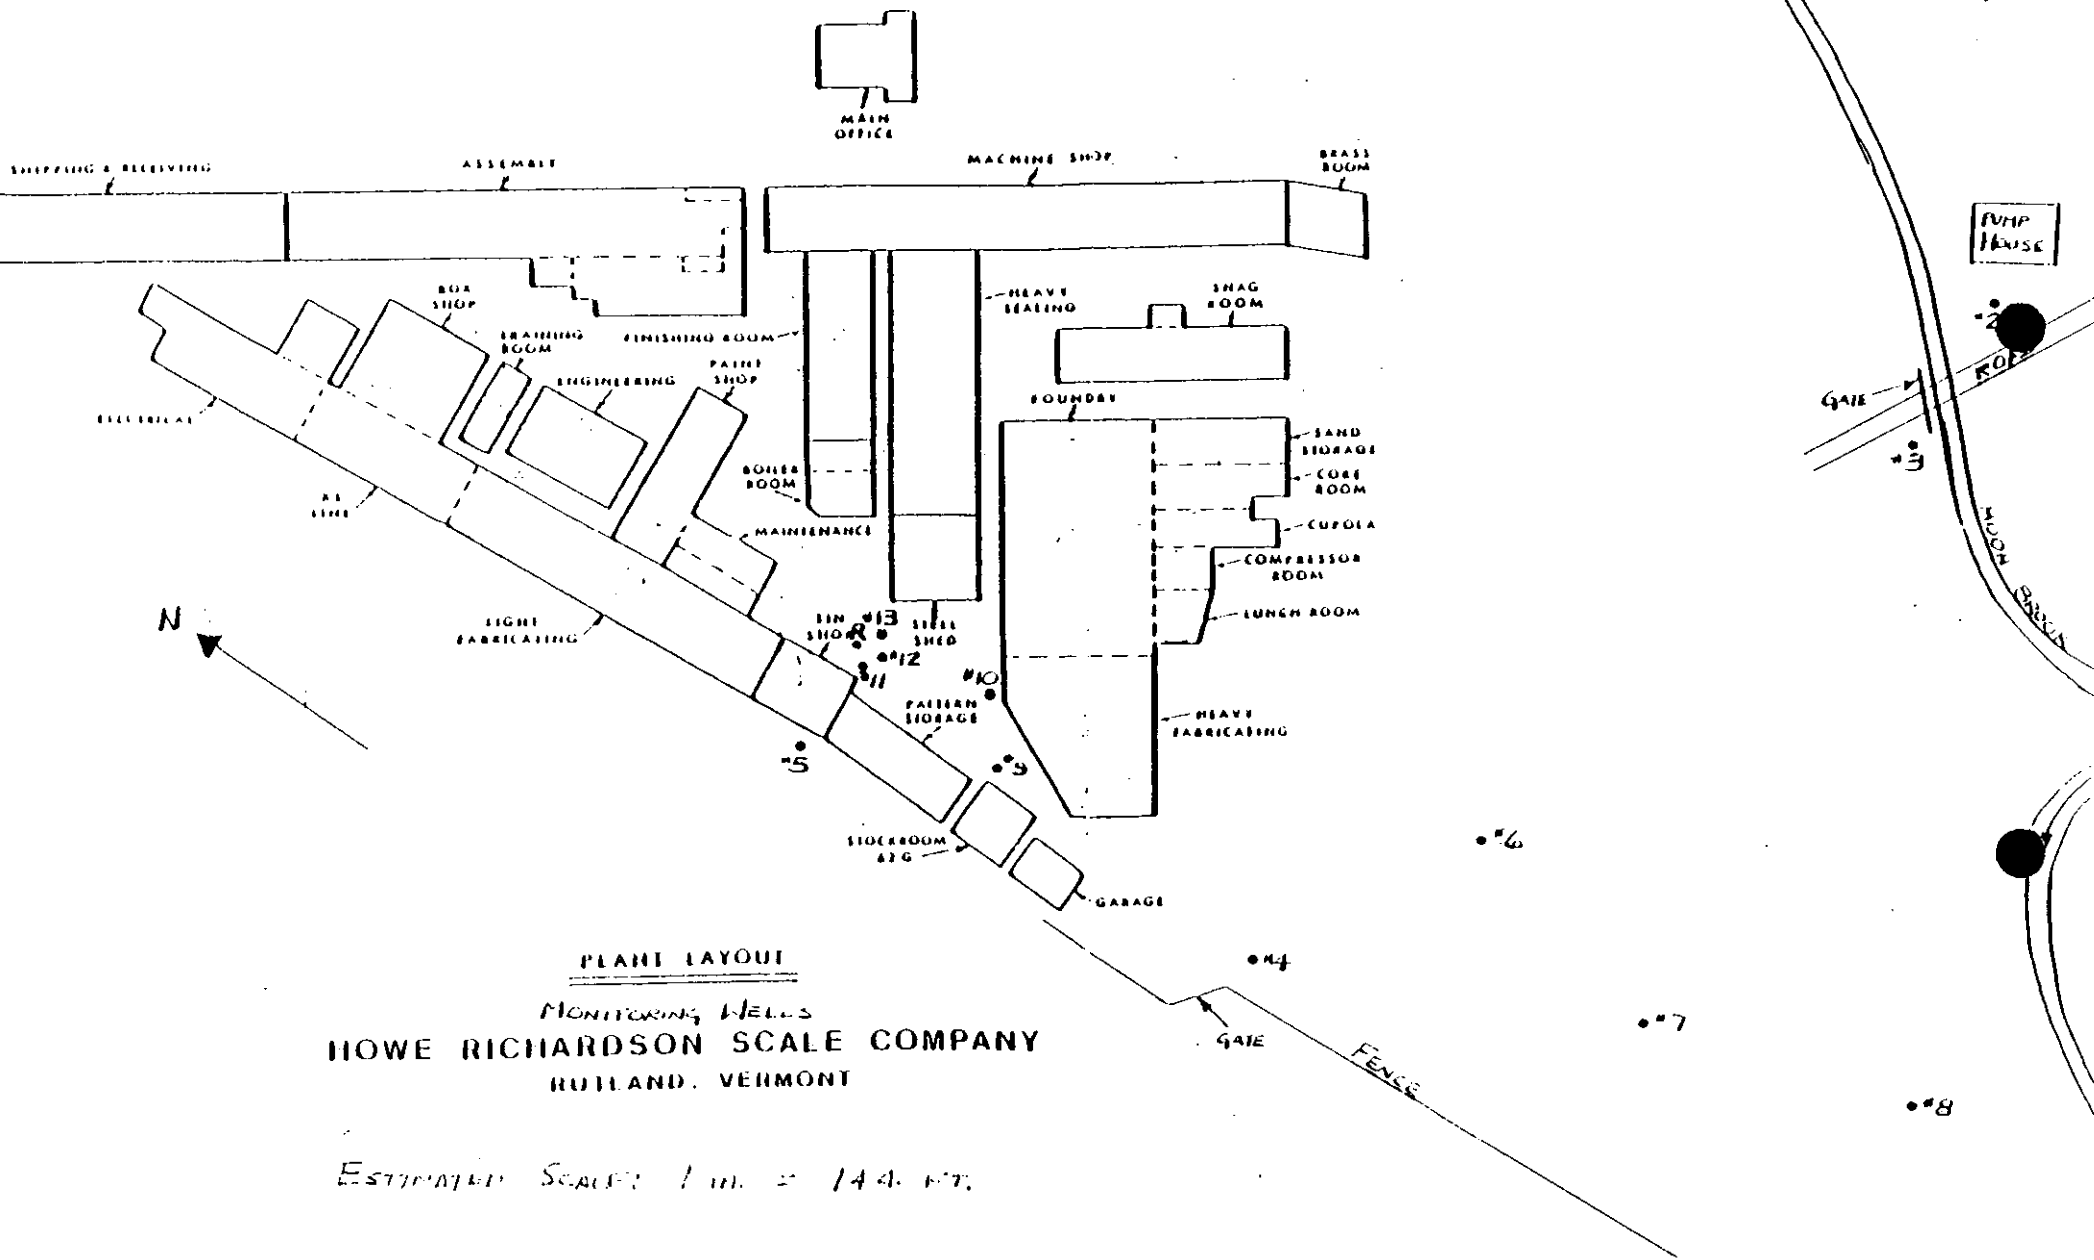 MAIN
OFFICE
SHIPPING & RECEIVING
ASSEMBLY
MACHINE SHOP
BRASS
ROOM
PUMP
HOUSE
BOX
SHOP
TRAINING
ROOM
FINISHING ROOM
HEAVY
SEALING
SNAG
ROOM
#2
ENGINEERING
PAINT
SHOP
GATE
FOUNDRY
ELECTRICAL
SAND
STORAGE
#3
BOILER
ROOM
CORE
ROOM
LINE
MAINTENANCE
CUPOLA
MOON BROOK
COMPRESSOR
ROOM
N
LIGHT
FABRICATING
SHOP
R
#13
STEEL
SHED
LUNCH ROOM
#12
#11
#10
PATTERN
STORAGE
HEAVY
FABRICATING
#5
#9
STOCKROOM
#6
GARAGE
PLANT LAYOUT
#4
MONITORING WELLS
HOWE RICHARDSON SCALE COMPANY
RUTLAND, VERMONT
GATE
FENCE
#7
#8
ESTIMATED SCALE: 1 in. = 144 FT.